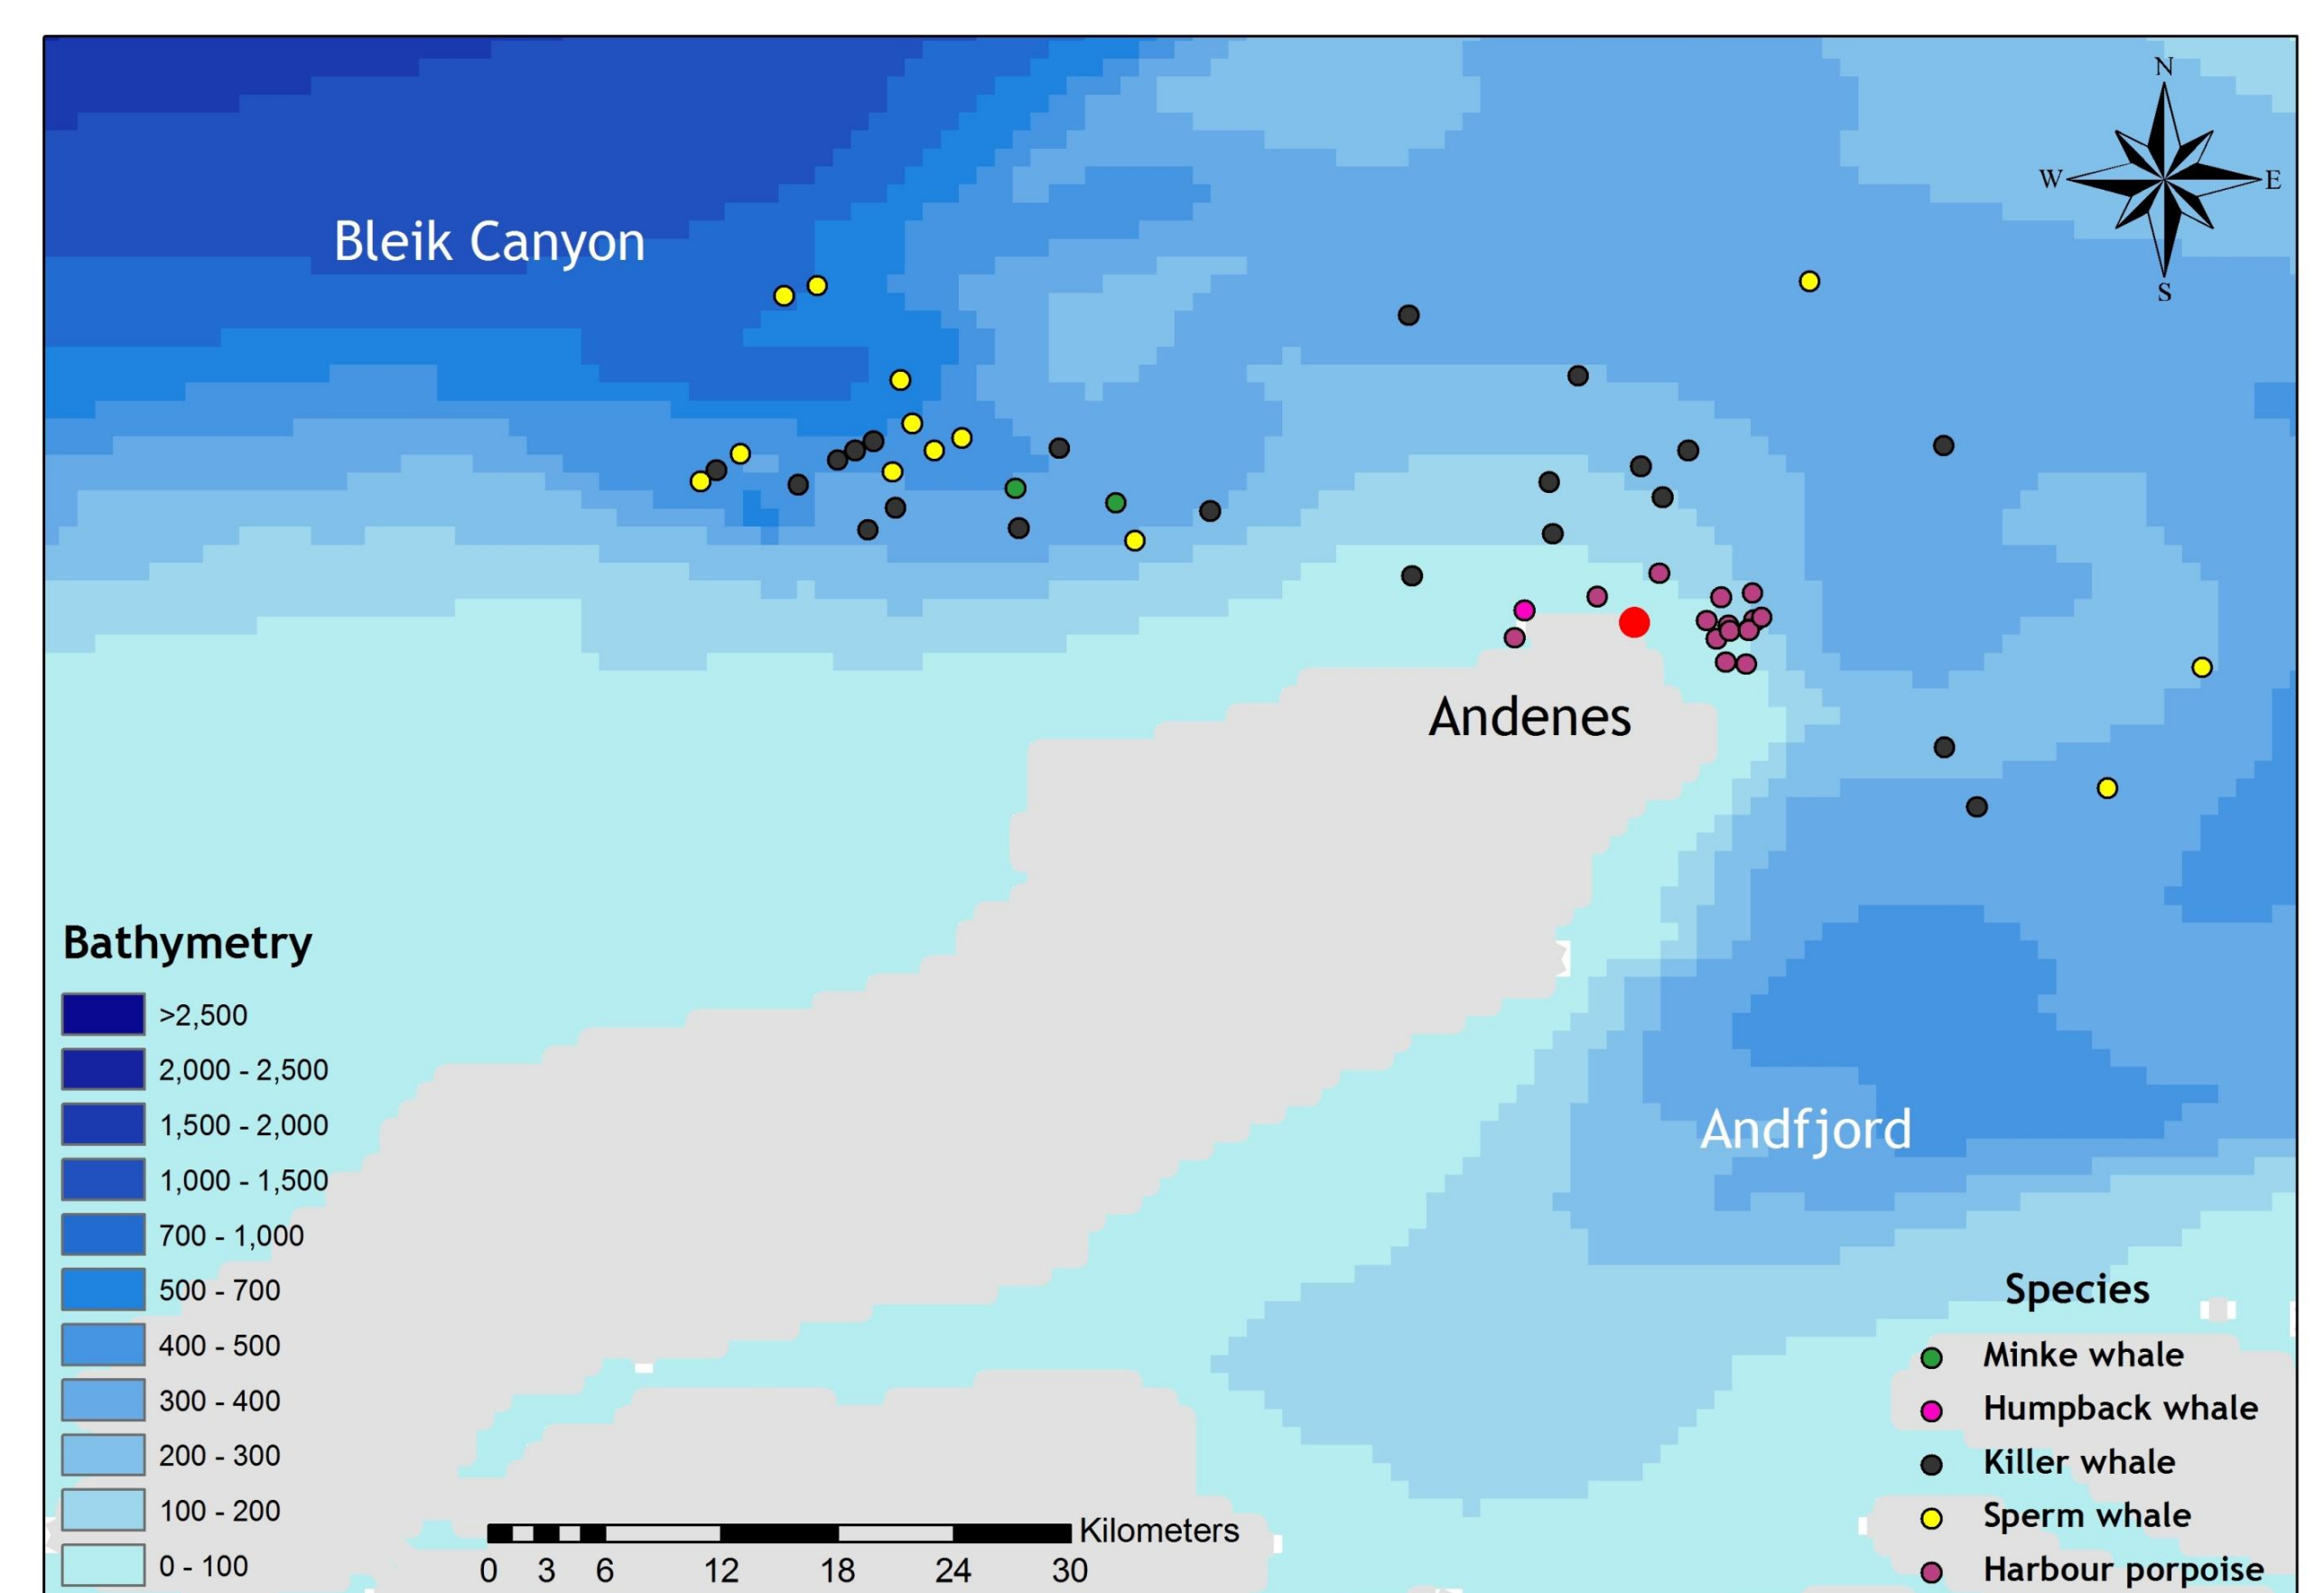 N
W E
S
Bleik Canyon
Andenes
Andfjord
Bathymetry
>2,500
2,000 - 2,500
1,500 - 2,000
1,000 - 1,500
700 - 1,000
500 - 700
400 - 500
300 - 400
200 - 300
100 - 200
0 - 100
Kilometers
0 3 6 12 18 24 30
Species
Minke whale
Humpback whale
Killer whale
Sperm whale
Harbour porpoise